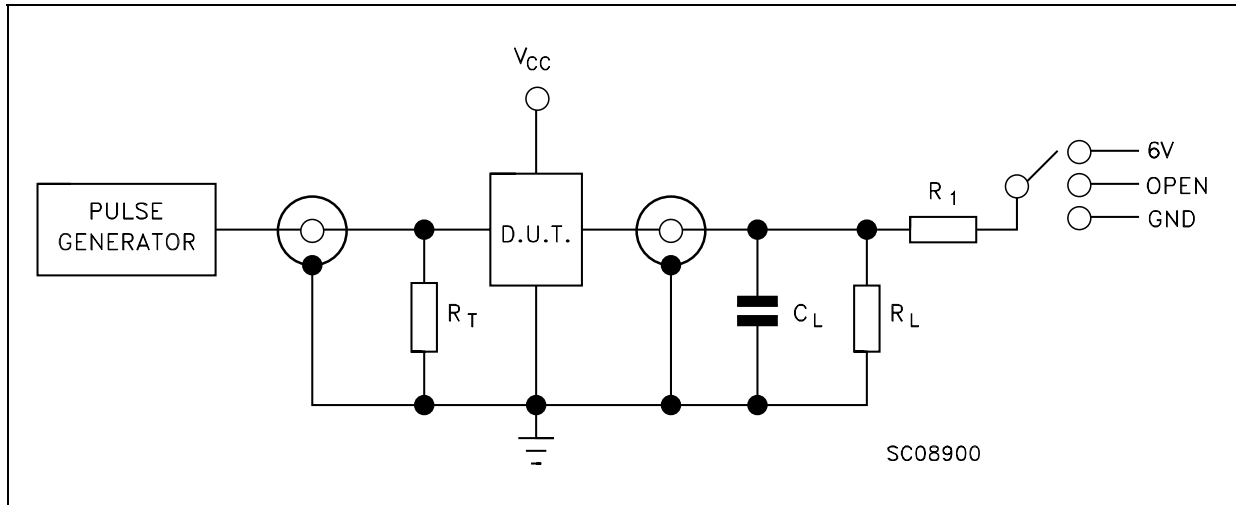 VCC
PULSE
GENERATOR
D.U.T.
RT
CL
RL
R1
6V
OPEN
GND
SC08900